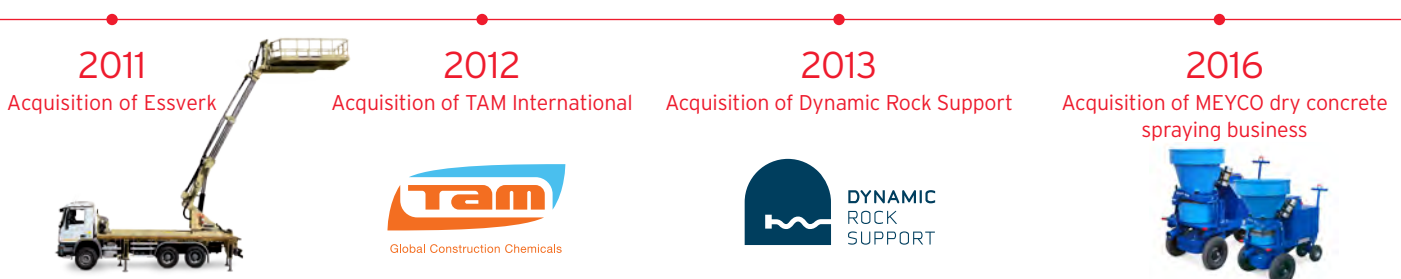 2011
Acquisition of Essverk
2012
Acquisition of TAM International
Tam
Global Construction Chemicals
2013
Acquisition of Dynamic Rock Support
DYNAMIC
ROCK
SUPPORT
2016
Acquisition of MEYCO dry concrete
spraying business